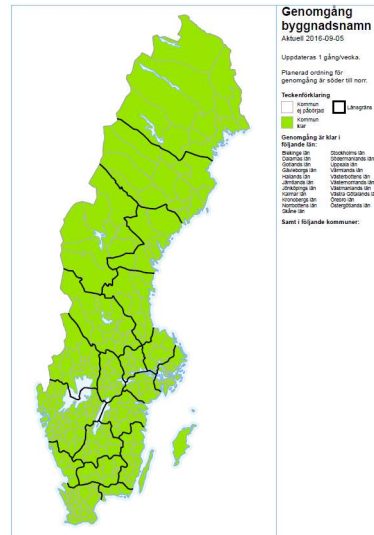 Genomgång
byggnadsnamn
Aktuell 2016-09-05
Uppdateras 1 gång/vecka.
Planerad ordning för
genomgång är söder till norr.
Teckenförklaring
Kommun
ej påbörjad
Länsgräns
Kommun
klar
Genomgång är klar i
följande län:
Blekinge län
Dalarnas län
Gotlands län
Gävleborgs län
Hallands län
Jämtlands län
Jönköpings län
Kalmar län
Kronobergs län
Norrbottens län
Skåne län
Stockholms län
Södermanlands län
Uppsala län
Värmlands län
Västerbottens län
Västernorrlands län
Västmanlands län
Västra Götalands län
Örebro län
Östergötlands län
Samt i följande kommuner: